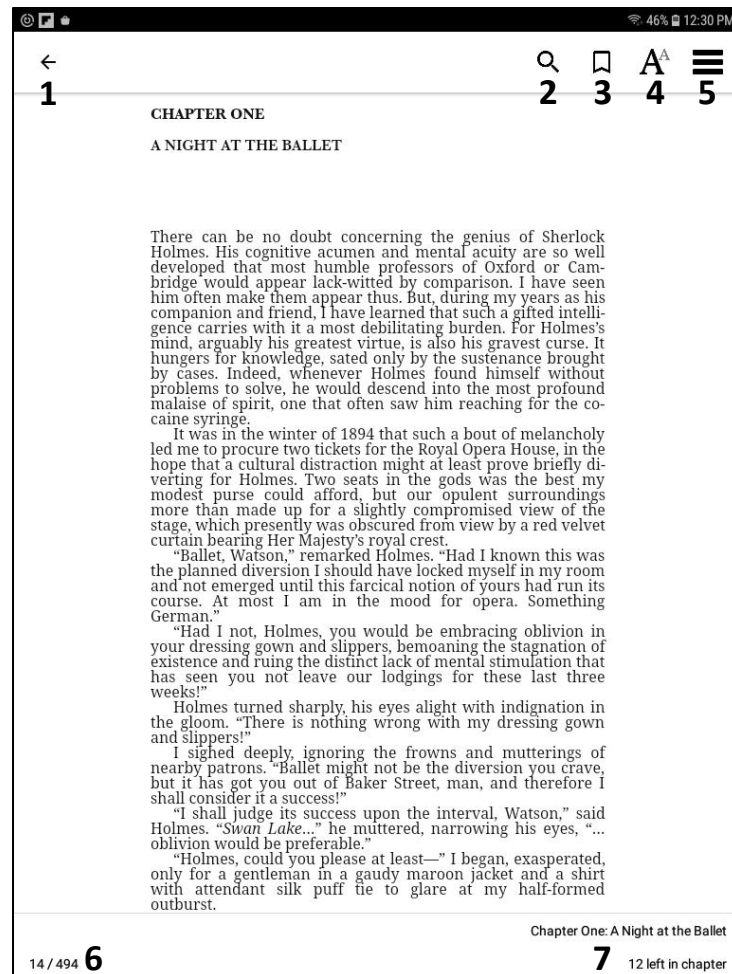 46% 12:30 PM
1 2 3 4 5
CHAPTER ONE
A NIGHT AT THE BALLET
There can be no doubt concerning the genius of Sherlock
Holmes. His cognitive acumen and mental acuity are so well
developed that most humble professors of Oxford or Cam-
bridge would appear lack-witted by comparison. I have seen
him often make them appear thus. But, during my years as his
companion and friend, I have learned that such a gifted intelli-
gence carries with it a most debilitating burden. For Holmes’s
mind, arguably his greatest virtue, is also his gravest curse. It
hungers for knowledge, sated only by the sustenance brought
by cases. Indeed, whenever Holmes found himself without
problems to solve, he would descend into the most profound
malaise of spirit, one that often saw him reaching for the co-
caine syringe.
It was in the winter of 1894 that such a bout of melancholy
led me to procure two tickets for the Royal Opera House, in the
hope that a cultural distraction might at least prove briefly di-
verting for Holmes. Two seats in the gods was the best my
modest purse could afford, but our opulent surroundings
more than made up for a slightly compromised view of the
stage, which presently was obscured from view by a red velvet
curtain bearing Her Majesty’s royal crest.
“Ballet, Watson,” remarked Holmes. “Had I known this was
the planned diversion I should have locked myself in my room
and not emerged until this farcical notion of yours had run its
course. At most I am in the mood for opera. Something
German.”
“Had I not, Holmes, you would be embracing oblivion in
your dressing gown and slippers, bemoaning the stagnation of
existence and ruing the distinct lack of mental stimulation that
has seen you not leave our lodgings for these last three
weeks!”
Holmes turned sharply, his eyes alight with indignation in
the gloom. “There is nothing wrong with my dressing gown
and slippers!”
I sighed deeply, ignoring the frowns and mutterings of
nearby patrons. “Ballet might not be the diversion you crave,
but it has got you out of Baker Street, man, and therefore I
shall consider it a success!”
“I shall judge its success upon the interval, Watson,” said
Holmes. “Swan Lake…” he muttered, narrowing his eyes, “…
oblivion would be preferable.”
“Holmes, could you please at least—” I began, exasperated,
only for a gentleman in a gaudy maroon jacket and a shirt
with attendant silk puff tie to glare at my half-formed
outburst.
Chapter One: A Night at the Ballet
14 / 494 6 7 12 left in chapter